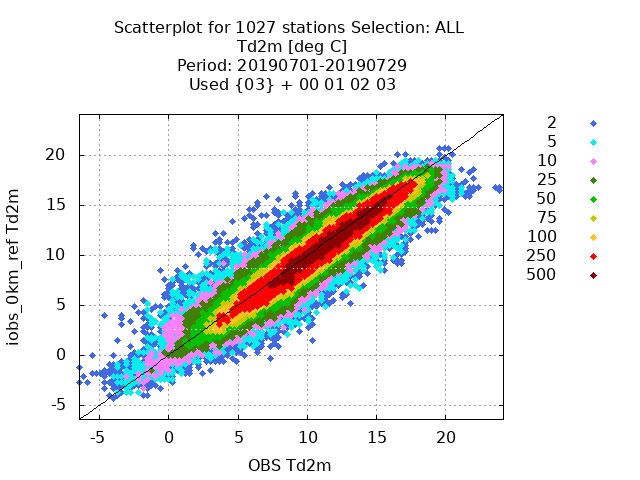 Scatterplot for 1027 stations Selection: ALL
Td2m [deg C]
Period: 20190701-20190729
Used {03} + 00 01 02 03
2
5
10
25
50
75
100
250
500
iobs_0km_ref Td2m
20
15
10
5
0
-5
-5 0 5 10 15 20
OBS Td2m